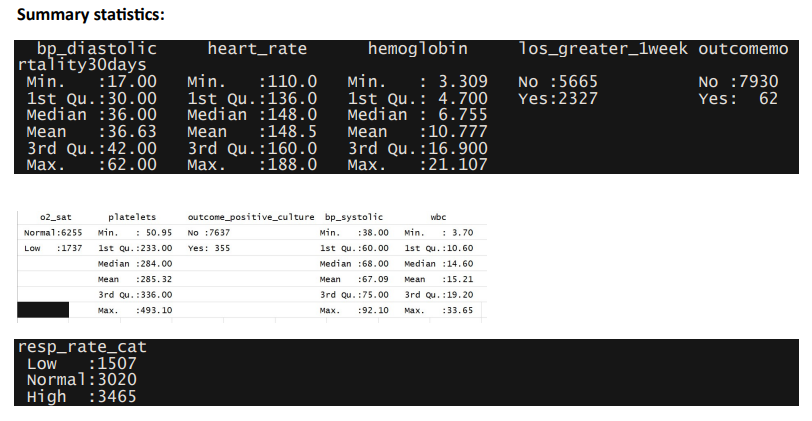 Summary statistics:
bp_diastolic heart_rate hemoglobin los_greater_1week outcomemo
rtality30days
Min. :17.00 Min. :110.0 Min. : 3.309 No :5665 No :7930
1st Qu.:30.00 1st Qu.:136.0 1st Qu.: 4.700 Yes:2327 Yes: 62
Median :36.00 Median :148.0 Median : 6.755
Mean :36.63 Mean :148.5 Mean :10.777
3rd Qu.:42.00 3rd Qu.:160.0 3rd Qu.:16.900
Max. :62.00 Max. :188.0 Max. :21.107
o2_sat platelets outcome_positive_culture bp_systolic wbc
Normal:6255 Min. : 50.95 No :7637 Min. :38.00 Min. : 3.70
Low :1737 1st Qu.:233.00 Yes: 355 1st Qu.:60.00 1st Qu.:10.60
Median :284.00 Median :68.00 Median :14.60
Mean :285.32 Mean :67.09 Mean :15.21
3rd Qu.:336.00 3rd Qu.:75.00 3rd Qu.:19.20
Max. :493.10 Max. :92.10 Max. :33.65
resp_rate_cat
Low :1507
Normal:3020
High :3465